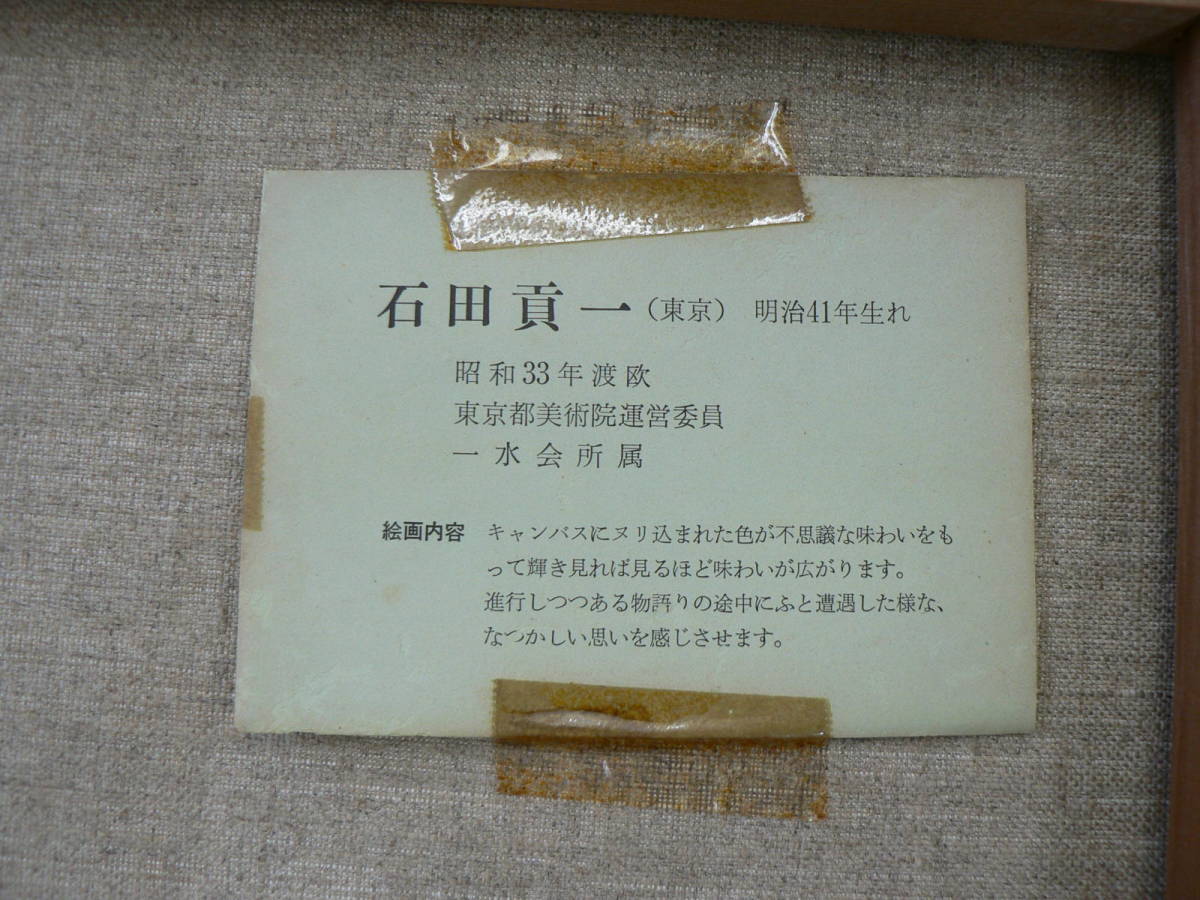 石田貢一（東京） 明治41年生れ
昭和33年渡欧
東京都美術院運営委員
一水会所属
絵画内容 キャンバスにヌリ込まれた色が不思議な味わいをも
って輝き見れば見るほど味わいが広がります。
進行しつつある物語りの途中にふと遭遇した様な、
なつかしい思いを感じさせます。